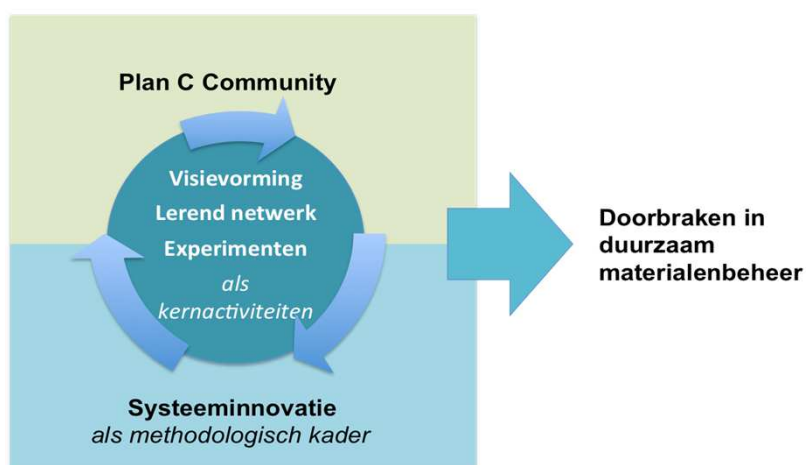 Plan C Community
Visievorming
Lerend netwerk
Experimenten
als
kernactiviteiten
Systeeminnovatie
als methodologisch kader
Doorbraken in
duurzaam
materialenbeheer